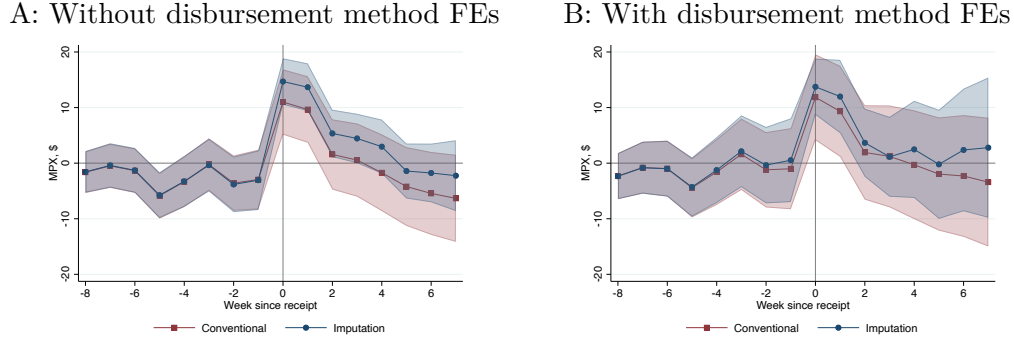 A: Without disbursement method FEs
20
10
0
-10
-20
MPX, $
-8 -6 -4 -2 0 2 4 6
Week since receipt
Conventional Imputation
B: With disbursement method FEs
20
10
0
-10
-20
MPX, $
-8 -6 -4 -2 0 2 4 6
Week since receipt
Conventional Imputation